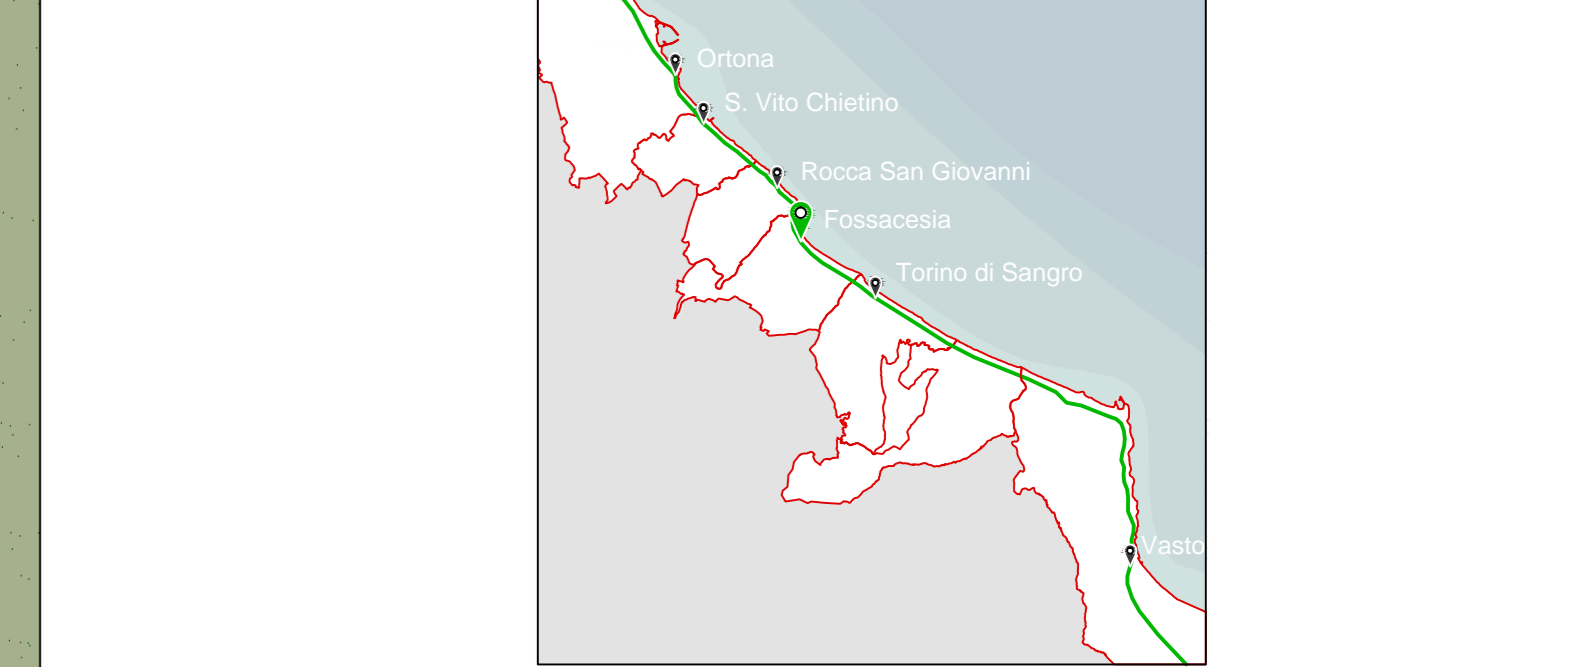 Ortona
S. Vito Chietino
Rocca San Giovanni
Fossacesia
Torino di Sangro
Vasto